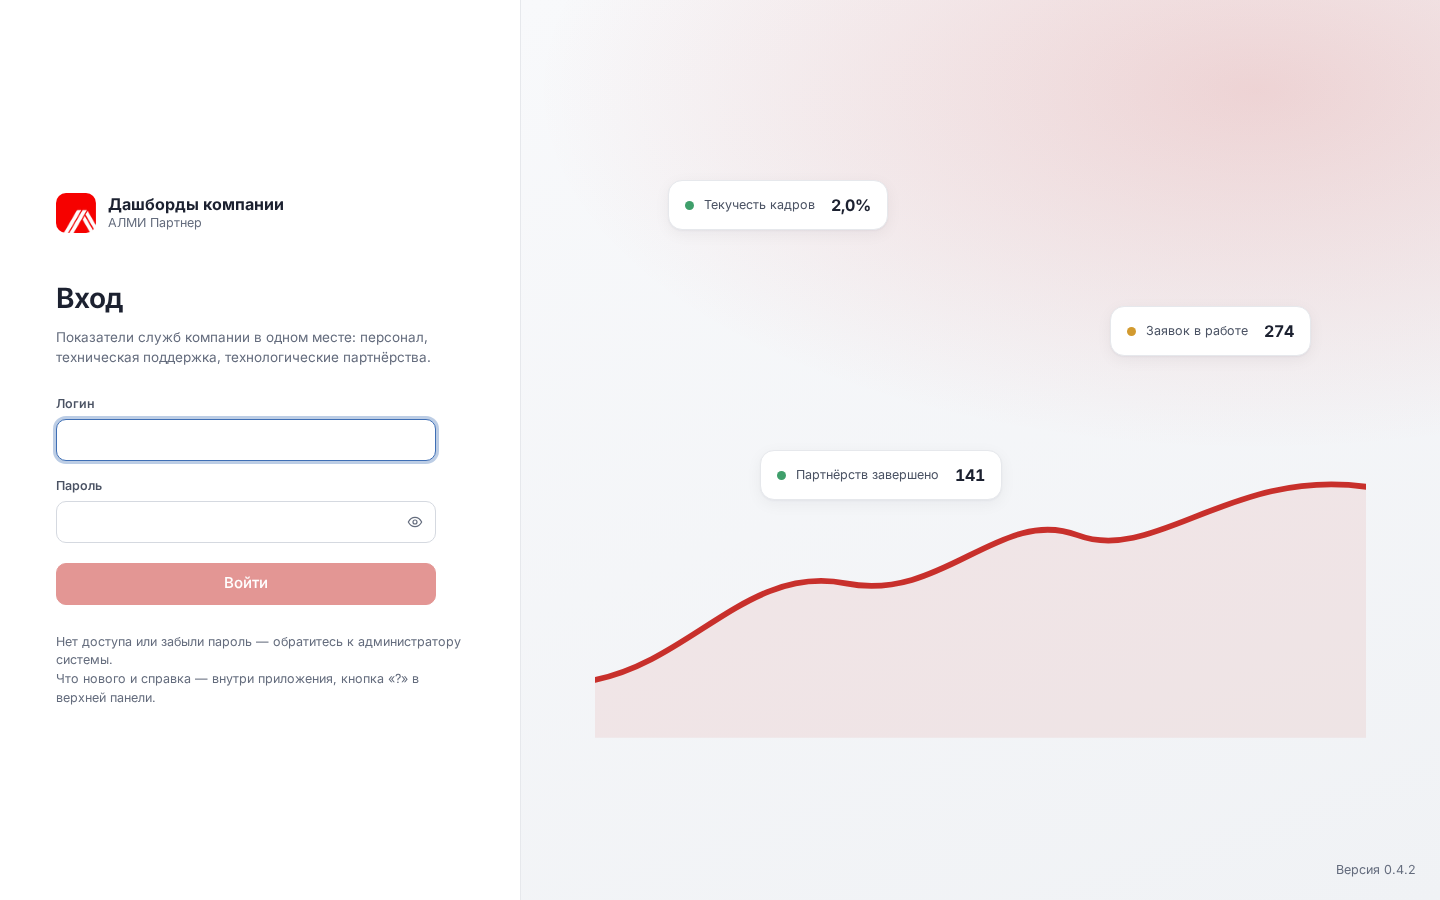 Дашборды компании
АЛМИ Партнер
Вход
Показатели служб компании в одном месте: персонал,
техническая поддержка, технологические партнёрства.
Логин
Пароль
Войти
Нет доступа или забыли пароль — обратитесь к администратору
системы.
Что нового и справка — внутри приложения, кнопка «?» в
верхней панели.
Текучесть кадров 2,0%
Заявок в работе 274
Партнёрств завершено 141
Версия 0.4.2